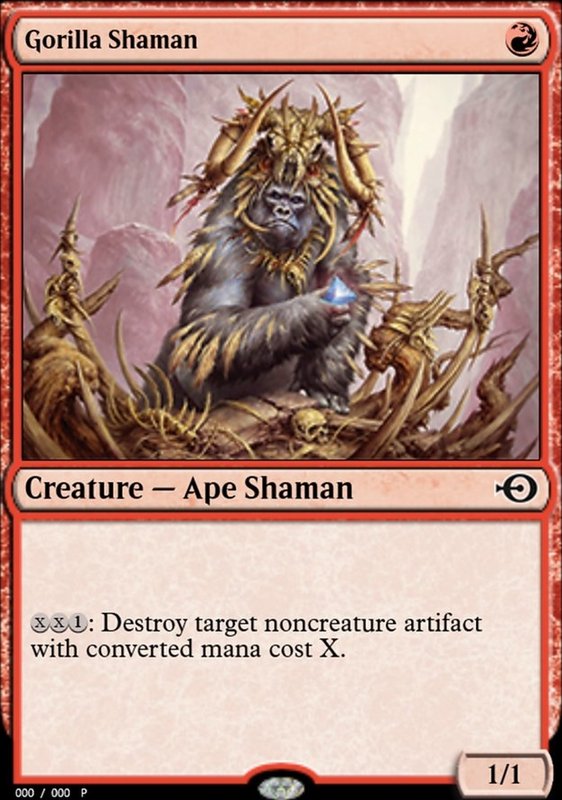 Gorilla Shaman
Creature — Ape Shaman
XX1: Destroy target noncreature artifact
with converted mana cost X.
1/1
000 / 000 P